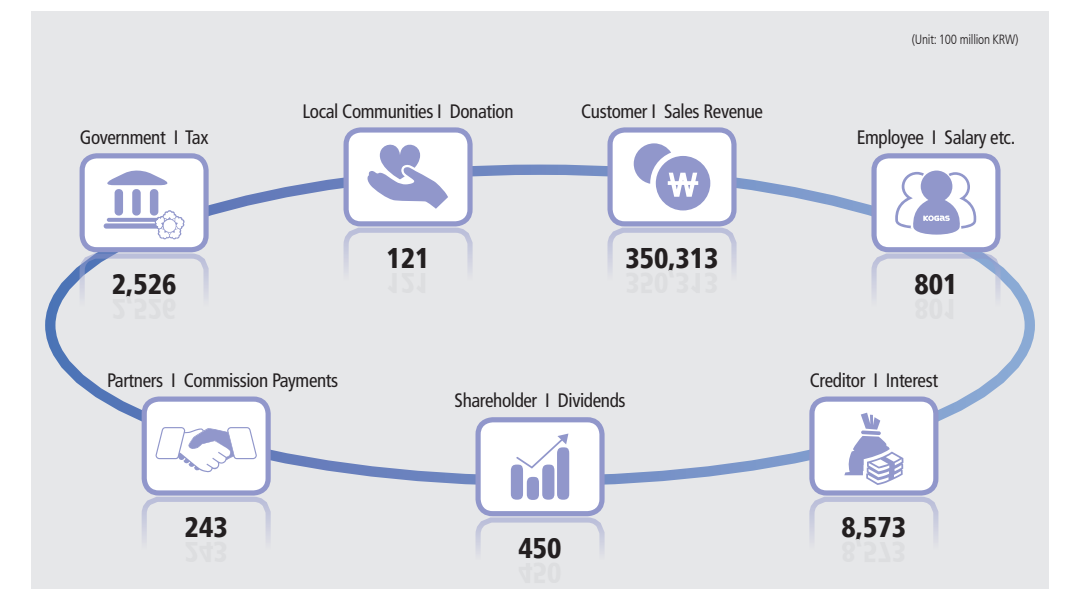 (Unit: 100 million KRW)
Local Communities I Donation
Customer I Sales Revenue
Government I Tax
Employee I Salary etc.
₩
KOGAS
121
350,313
2,526
801
Partners I Commission Payments
Shareholder I Dividends
Creditor I Interest
243
450
8,573